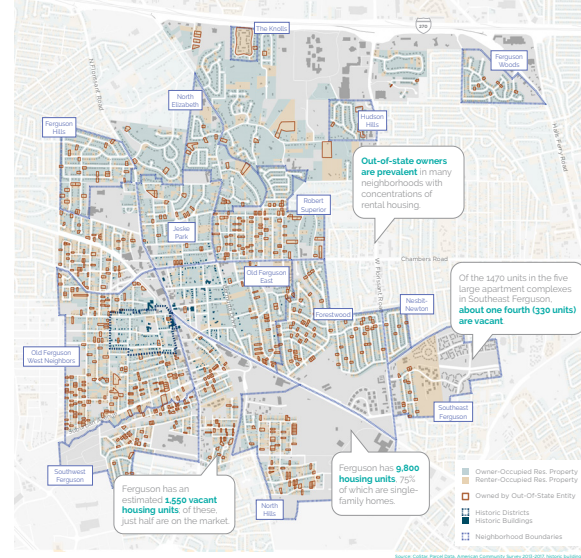 The Knolls
270
Ferguson
Woods
N Florissant Road
North
Elizabeth
Hudson
Hills
Ferguson
Hills
Halls Ferry Road
Out-of-state owners
are prevalent in many
neighborhoods with
concentrations of
rental housing.
Robert
Superior
Jeske
Park
W Florissant Road
Chambers Road
Old Ferguson
East
Of the 1470 units in the five
large apartment complexes
in Southeast Ferguson,
about one fourth (330 units)
are vacant.
Nesbit-
Newton
Forestwood
Old Ferguson
West Neighbors
Southeast
Ferguson
Southwest
Ferguson
Ferguson has an
estimated 1,550 vacant
housing units; of these,
just half are on the market.
Ferguson has 9,800
housing units, 75%
of which are single-
family homes.
North
Hills
Owner-Occupied Res. Property
Renter-Occupied Res. Property
Owned by Out-Of-State Entity
Historic Districts
Historic Buildings
Neighborhood Boundaries